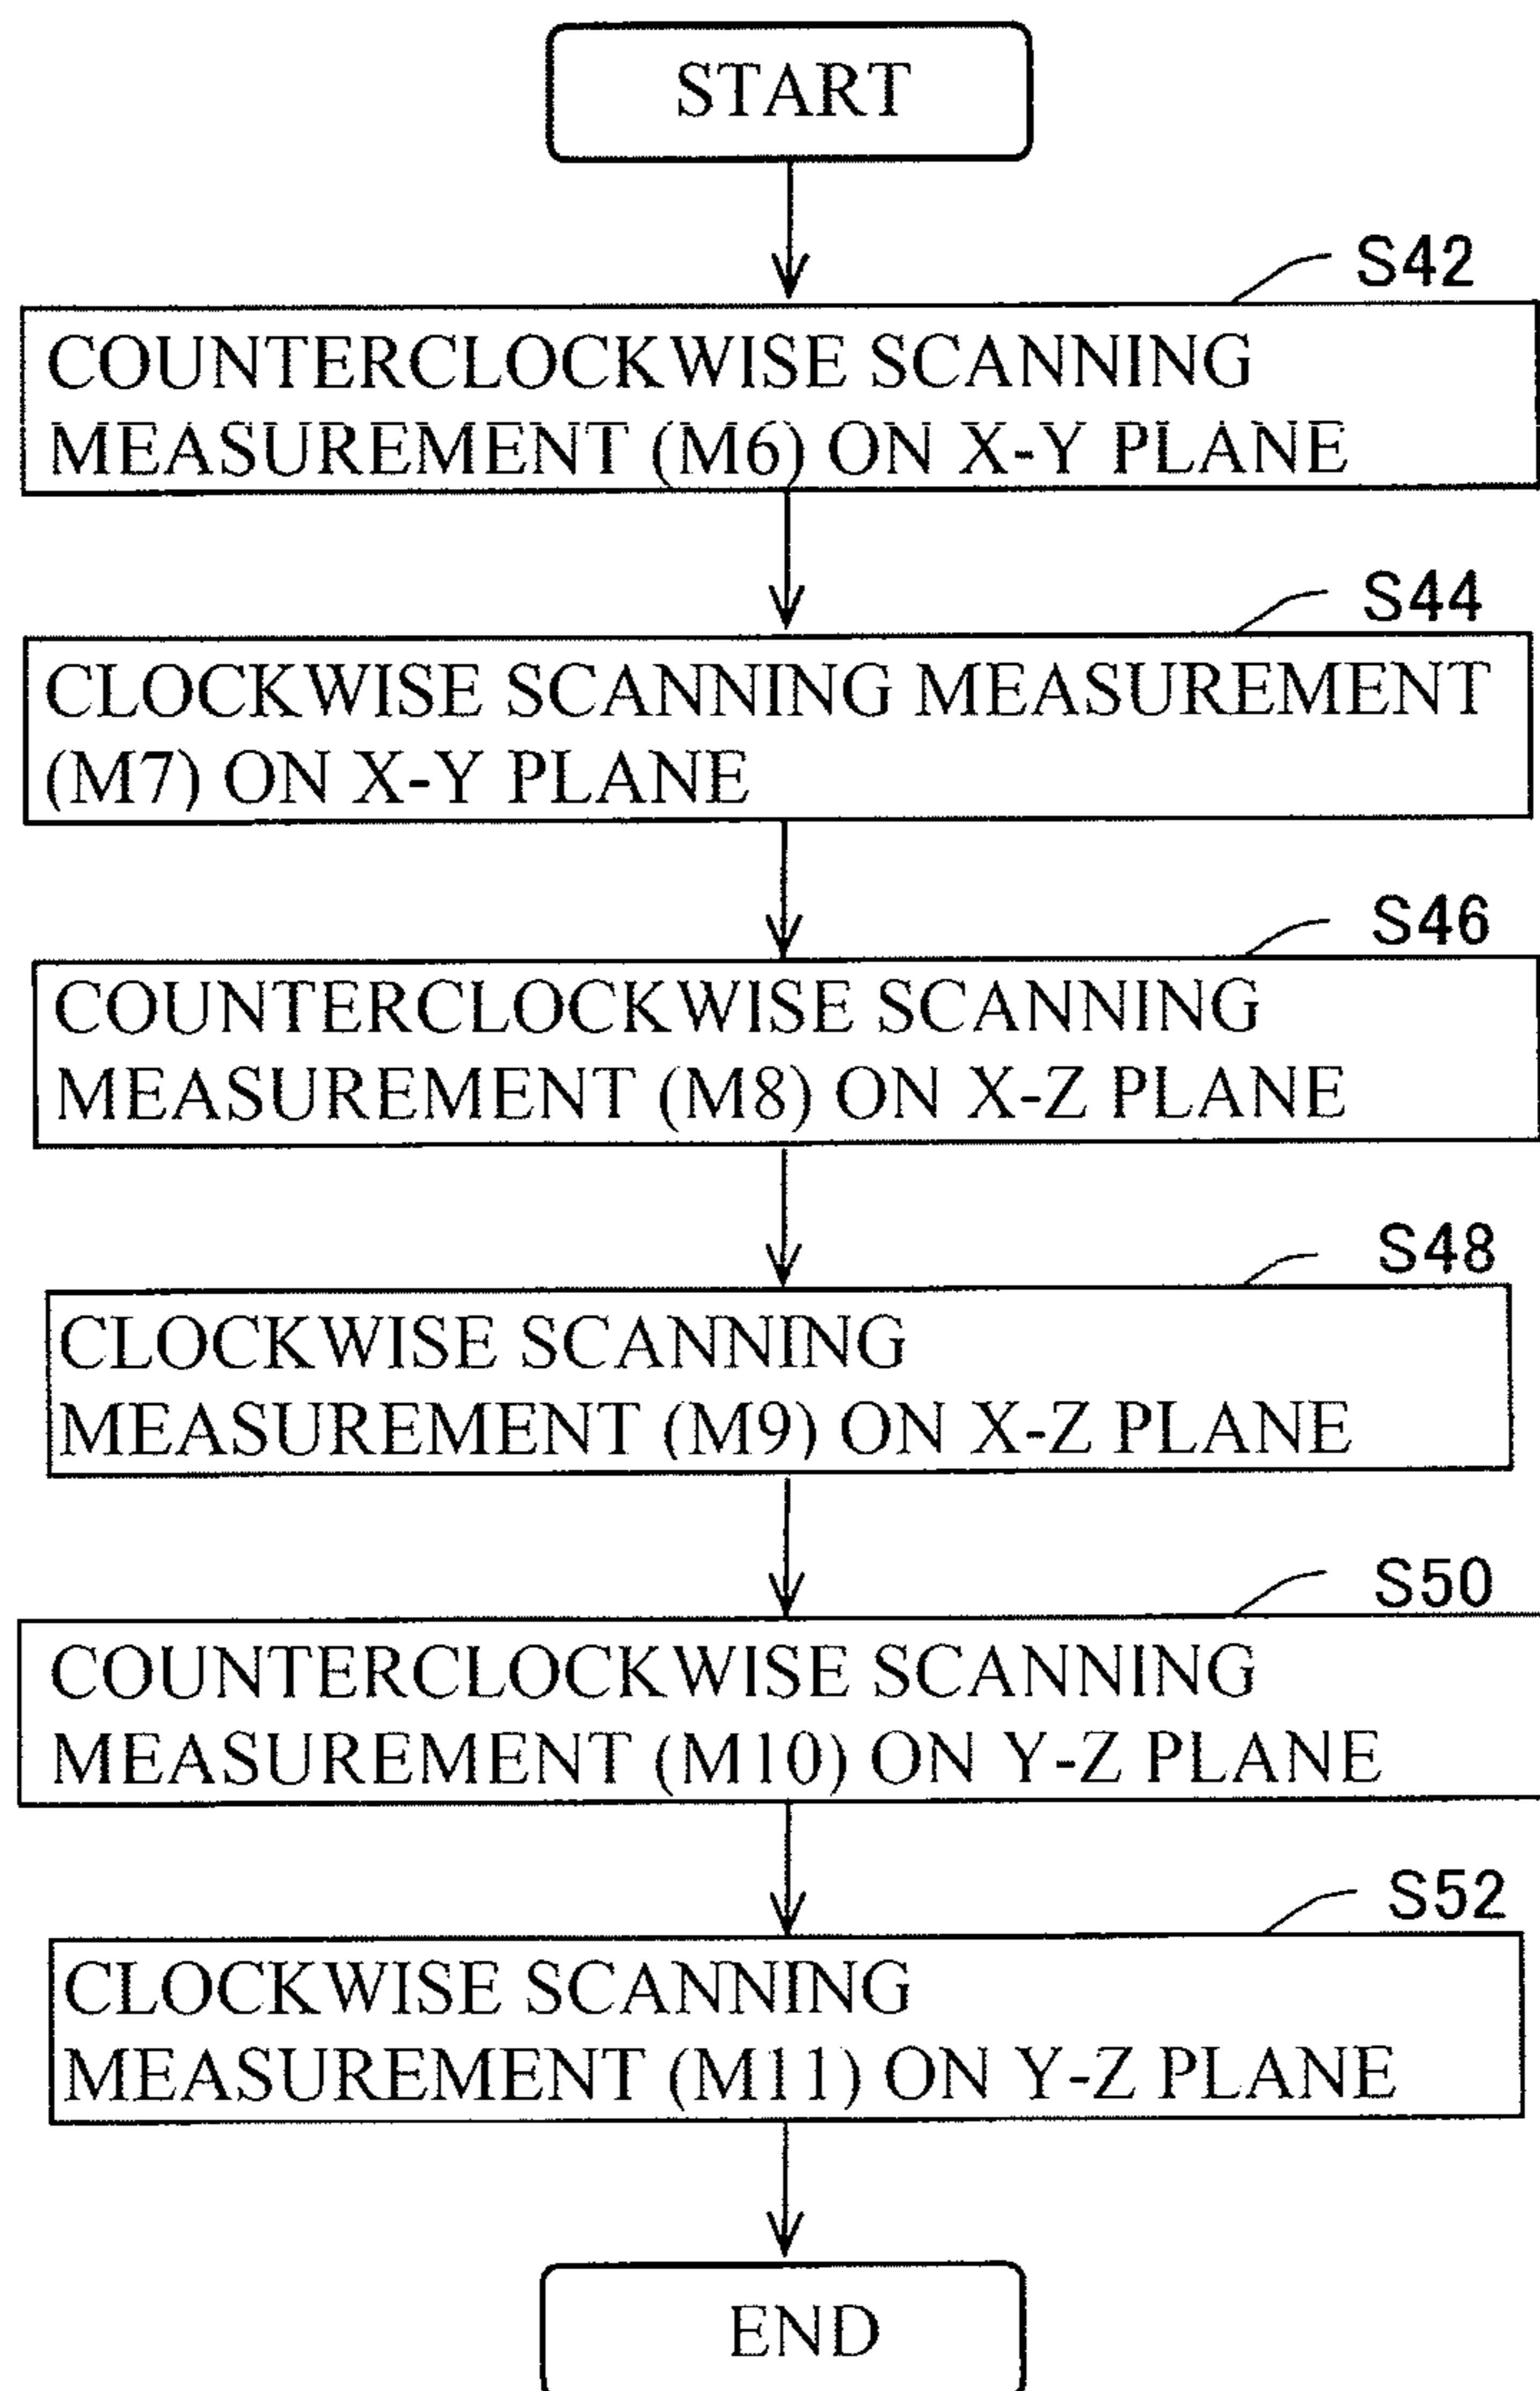 START
S42
COUNTERCLOCKWISE SCANNING
MEASUREMENT (M6) ON X-Y PLANE
S44
CLOCKWISE SCANNING MEASUREMENT
(M7) ON X-Y PLANE
S46
COUNTERCLOCKWISE SCANNING
MEASUREMENT (M8) ON X-Z PLANE
S48
CLOCKWISE SCANNING
MEASUREMENT (M9) ON X-Z PLANE
S50
COUNTERCLOCKWISE SCANNING
MEASUREMENT (M10) ON Y-Z PLANE
S52
CLOCKWISE SCANNING
MEASUREMENT (M11) ON Y-Z PLANE
END